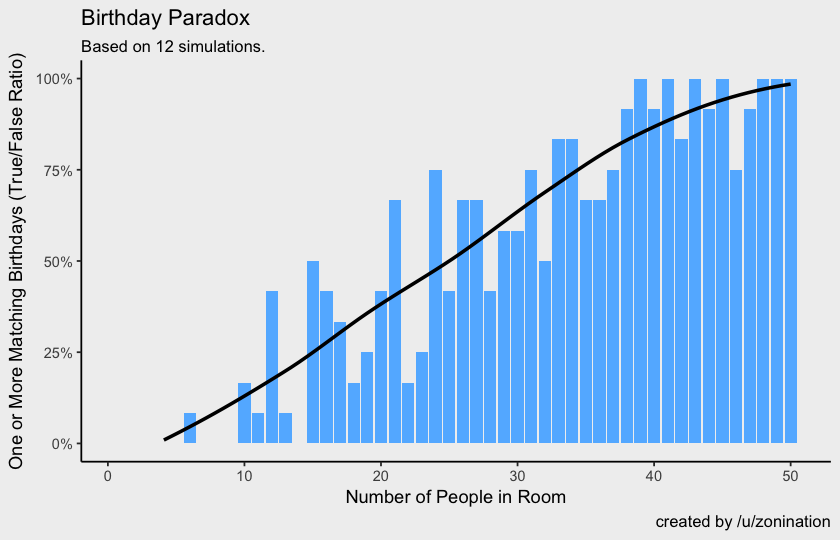 Birthday Paradox
Based on 12 simulations.
One or More Matching Birthdays (True/False Ratio)
100%
75%
50%
25%
0%
0 10 20 30 40 50
Number of People in Room
created by /u/zonination